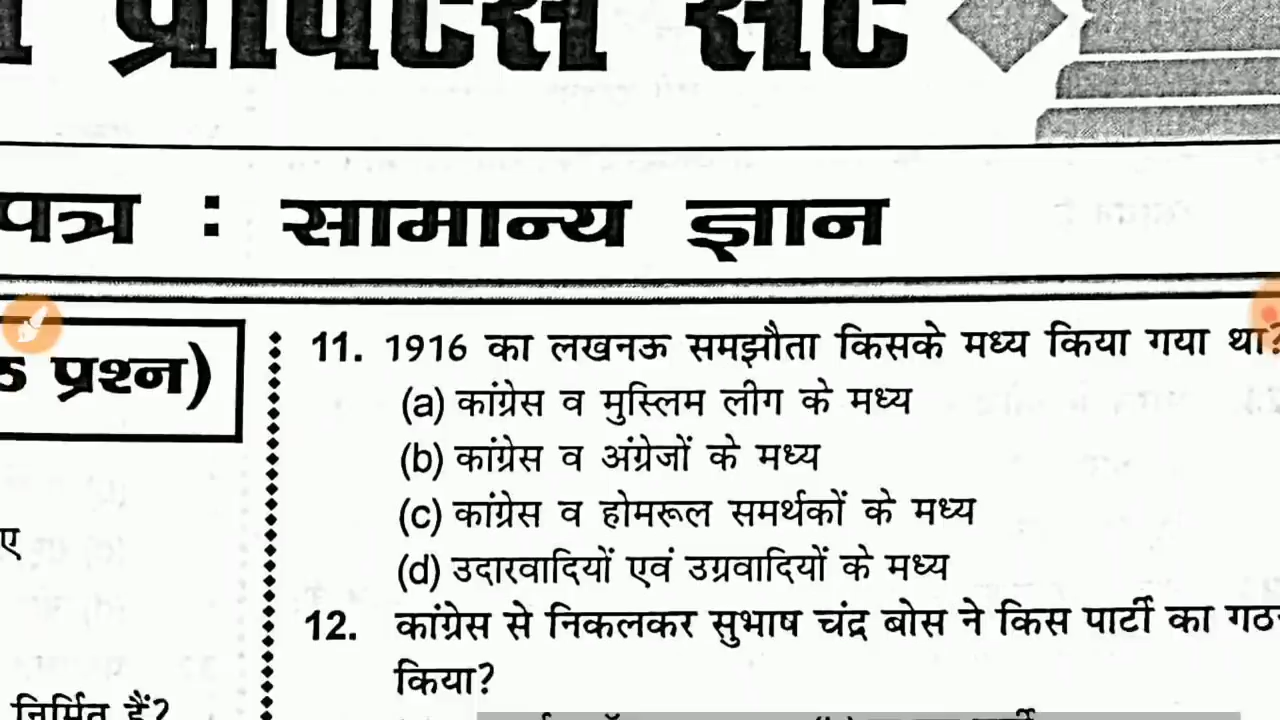 प्रैक्टिस सेट
पत्र : सामान्य ज्ञान
5 प्रश्न)
ए
निर्मित हैं?
11. 1916 का लखनऊ समझौता किसके मध्य किया गया था?
(a) कांग्रेस व मुस्लिम लीग के मध्य
(b) कांग्रेस व अंग्रेजों के मध्य
(c) कांग्रेस व होमरूल समर्थकों के मध्य
(d) उदारवादियों एवं उग्रवादियों के मध्य
12. कांग्रेस से निकलकर सुभाष चंद्र बोस ने किस पार्टी का
किया?